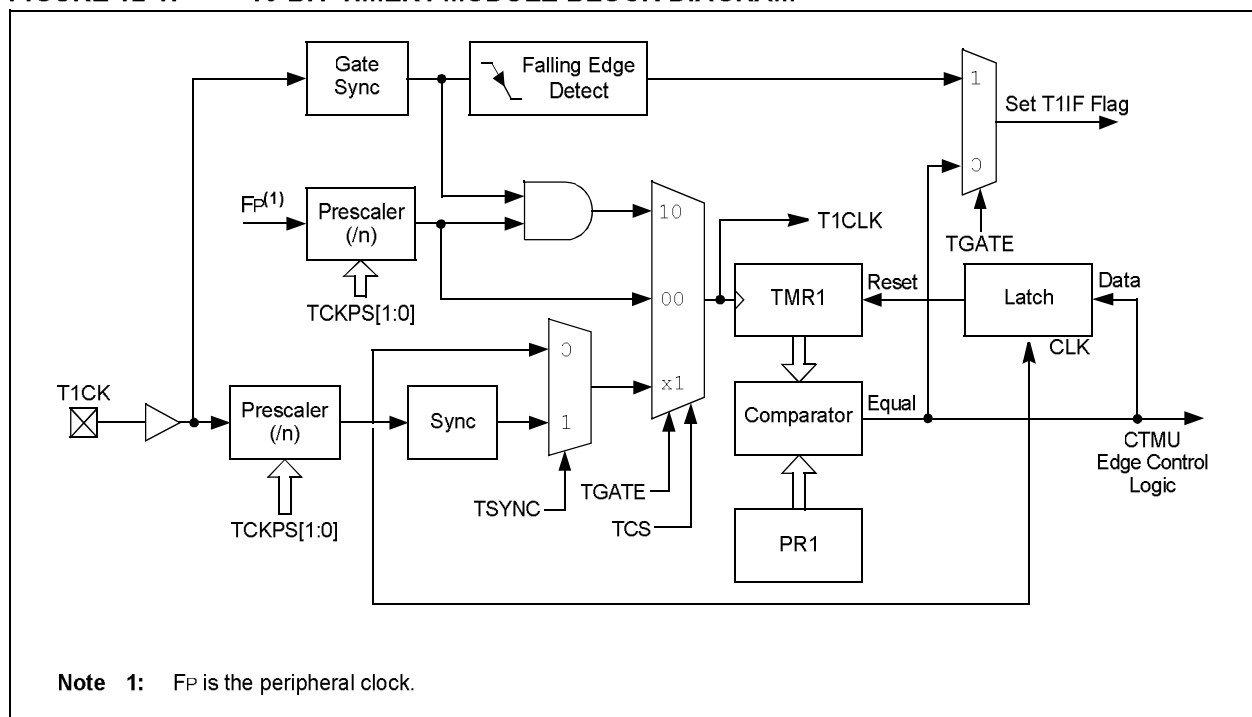 Gate
Sync
Falling Edge
Detect
1
Set T1IF Flag
0
TGATE
FP(1)
Prescaler
(/n)
TCKPS[1:0]
10
00
x1
T1CLK
TMR1
Reset
Latch
Data
CLK
T1CK
Prescaler
(/n)
TCKPS[1:0]
Sync
0
1
TSYNC
TGATE
TCS
Comparator
Equal
PR1
CTMU
Edge Control
Logic
Note 1: FP is the peripheral clock.